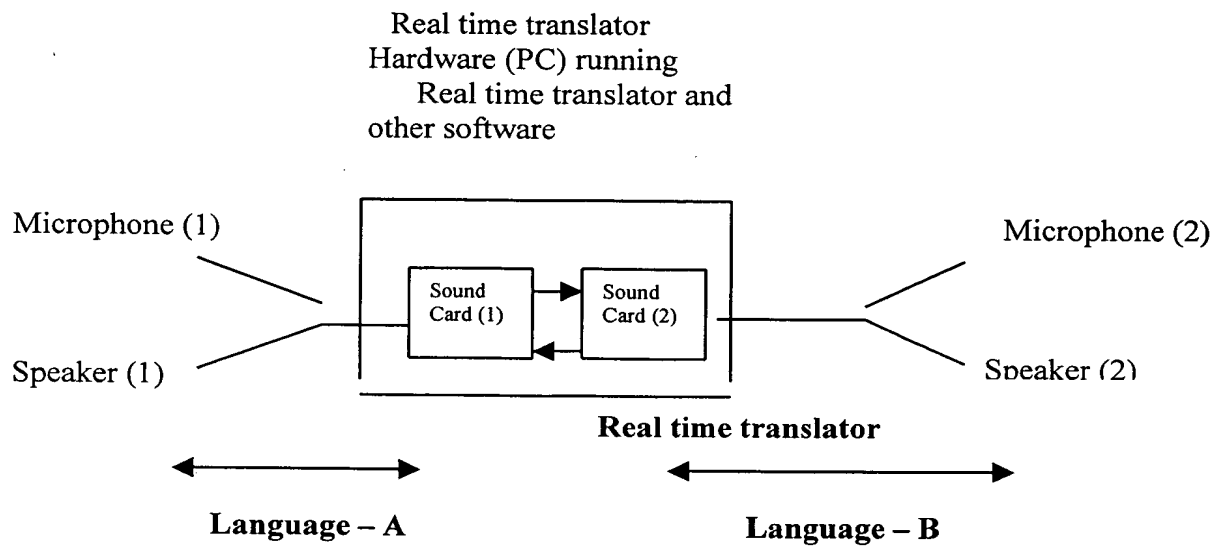 Real time translator
Hardware (PC) running
Real time translator and
other software
Microphone (1)
Microphone (2)
Sound
Card (1)
Sound
Card (2)
Speaker (1)
Speaker (2)
Real time translator
Language – A
Language – B